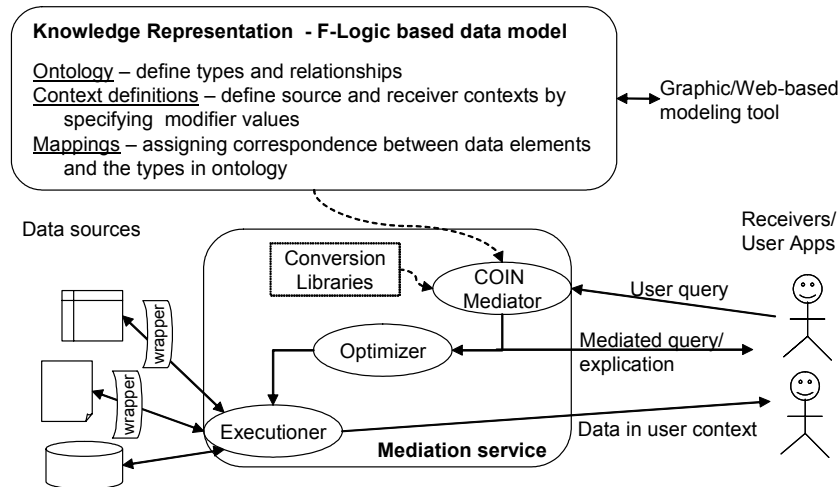 Knowledge Representation - F-Logic based data model
Ontology – define types and relationships
Context definitions – define source and receiver contexts by
specifying modifier values
Mappings – assigning correspondence between data elements
and the types in ontology
Graphic/Web-based
modeling tool
Data sources
Receivers/
User Apps
Conversion
Libraries
COIN
Mediator
User query
wrapper
Optimizer
Mediated query/
explication
wrapper
Executioner
Data in user context
Mediation service